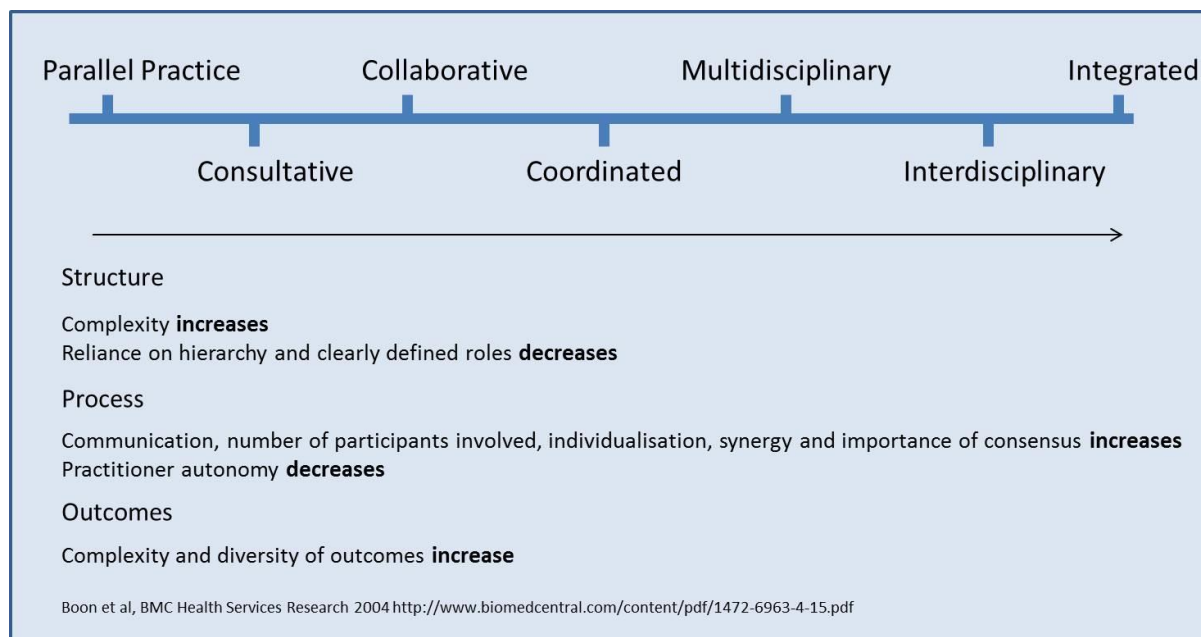 Parallel Practice Collaborative Multidisciplinary Integrated
Consultative Coordinated Interdisciplinary
Structure
Complexity increases
Reliance on hierarchy and clearly defined roles decreases
Process
Communication, number of participants involved, individualisation, synergy and importance of consensus increases
Practitioner autonomy decreases
Outcomes
Complexity and diversity of outcomes increase
Boon et al, BMC Health Services Research 2004 http://www.biomedcentral.com/content/pdf/1472-6963-4-15.pdf